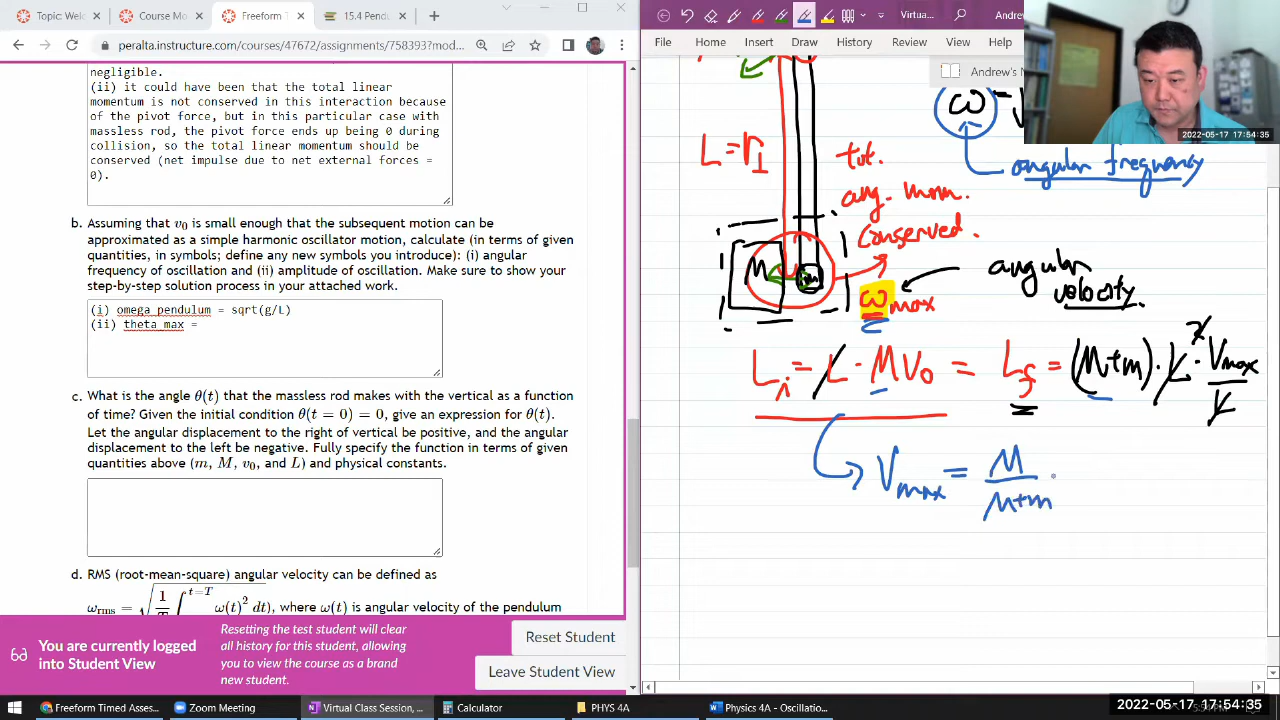 Topic: Welc
Course Mo
Freeform T
15.4 Pendu
peralta.instructure.com/courses/47672/assignments/758393?mod...
negligible.
(ii) it could have been that the total linear
momentum is not conserved in this interaction because
of the pivot force, but in this particular case with
massless rod, the pivot force ends up being 0 during
collision, so the total linear momentum should be
conserved (net impulse due to net external forces =
0).
b. Assuming that v0 is small enough that the subsequent motion can be
approximated as a simple harmonic oscillator motion, calculate (in terms of given
quantities, in symbols; define any new symbols you introduce): (i) angular
frequency of oscillation and (ii) amplitude of oscillation. Make sure to show your
step-by-step solution process in your attached work.
(i) omega_pendulum = sqrt(g/L)
(ii) theta_max =
c. What is the angle θ(t) that the massless rod makes with the vertical as a function
of time? Given the initial condition θ(t = 0) = 0, give an expression for θ(t).
Let the angular displacement to the right of vertical be positive, and the angular
displacement to the left be negative. Fully specify the function in terms of given
quantities above (m, M, v0, and L) and physical constants.
d. RMS (root-mean-square) angular velocity can be defined as
ωrms = √(1/T ∫^(t=T) ω(t)² dt), where ω(t) is angular velocity of the pendulum
You are currently logged
into Student View
Resetting the test student will clear
all history for this student, allowing
you to view the course as a brand
new student.
Reset Student
Leave Student View
Virtua...
Andrew
File Home Insert Draw History Review View Help
Andrew's N
2022-05-17 17:54:35
ω =
angular frequency
L = r⊥
tot.
ang. mom.
conserved.
M
m
angular
velocity.
ωmax
Li = L · M v0 = Lf = (M+m) · L² · Vmax / L
Vmax = M / M+m
Freeform Timed Asses...
Zoom Meeting
Virtual Class Session, ...
Calculator
PHYS 4A
Physics 4A - Oscillatio...
2022-05-17 17:54:35